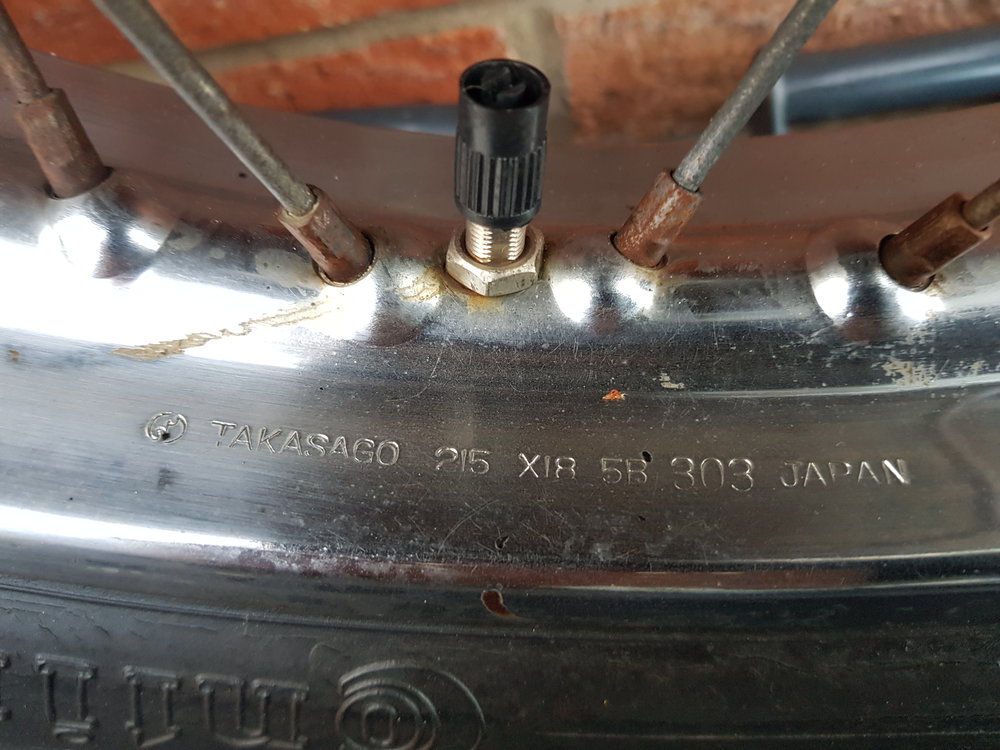 TAKASAGO 215 X18 5B 303 JAPAN